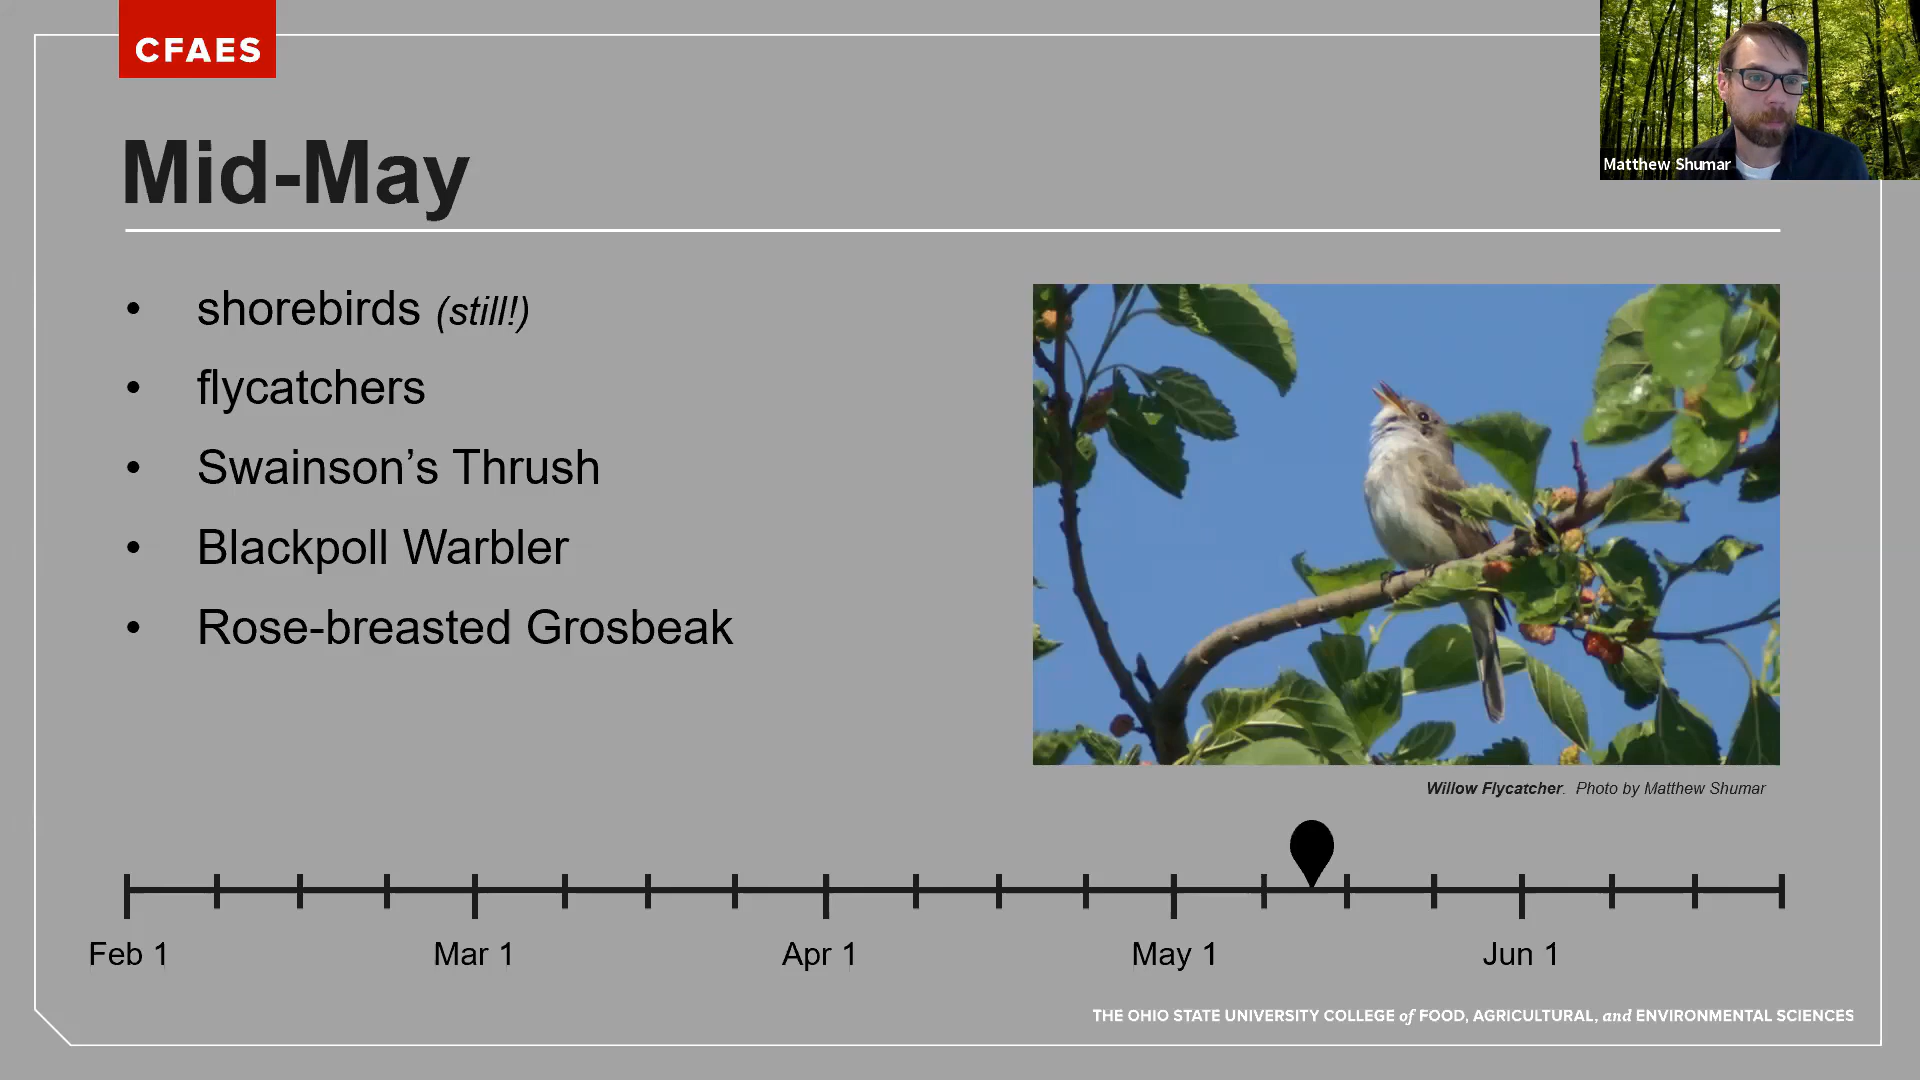 CFAES
Matthew Shumar
Mid-May
• shorebirds (still!)
• flycatchers
• Swainson’s Thrush
• Blackpoll Warbler
• Rose-breasted Grosbeak
Willow Flycatcher. Photo by Matthew Shumar
Feb 1 Mar 1 Apr 1 May 1 Jun 1
THE OHIO STATE UNIVERSITY COLLEGE of FOOD, AGRICULTURAL, and ENVIRONMENTAL SCIENCES